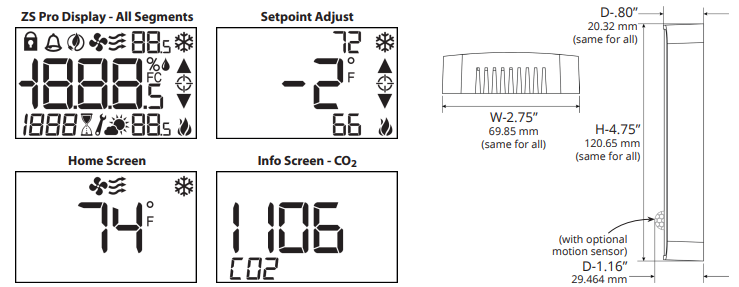 ZS Pro Display - All Segments
88.5
-188.8.5
%
FC
1888
88.5
Setpoint Adjust
72
-2°
F
66
Home Screen
74°
F
Info Screen - CO2
1106
CO2
W-2.75”
69.85 mm
(same for all)
D-.80”
20.32 mm
(same for all)
H-4.75”
120.65 mm
(same for all)
(with optional
motion sensor)
D-1.16”
29.464 mm